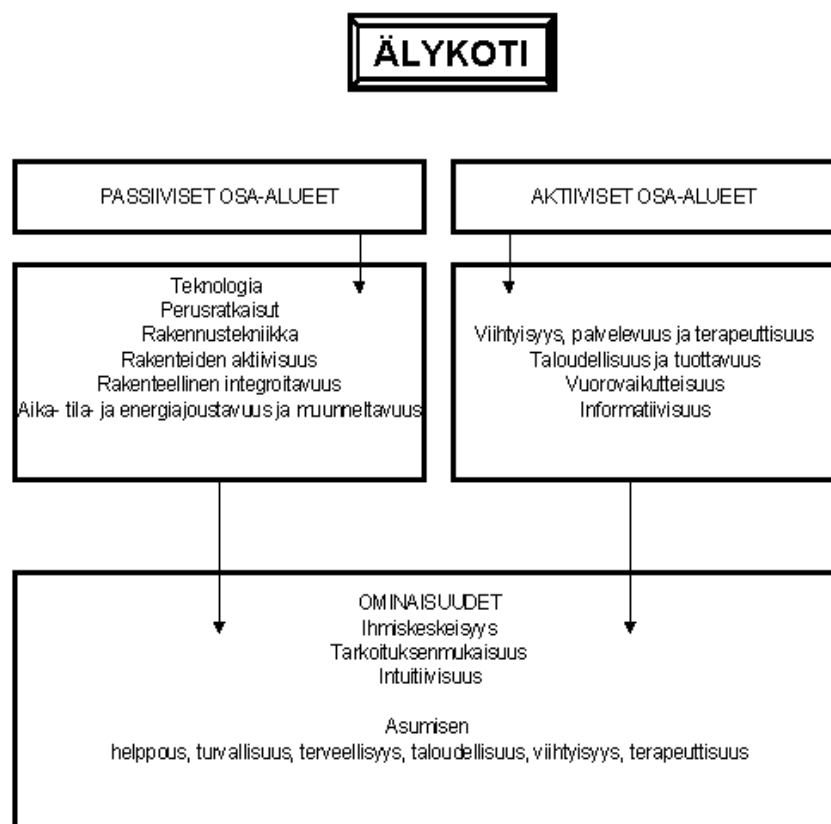 ÄLYKOTI
PASSIIVISET OSA-ALUEET
AKTIIVISET OSA-ALUEET
Teknologia
Perusratkaisut
Rakennustekniikka
Rakenteiden aktiivisuus
Rakenteellinen integroitavuus
Aika- tila- ja energiajoustavuus ja muunneltavuus
Viihtyisyys, palvelevuus ja terapeuttisuus
Taloudellisuus ja tuottavuus
Vuorovaikutteisuus
Informatiivisuus
OMINAISUUDET
Ihmiskeskeisyys
Tarkoituksenmukaisuus
Intuitiivisuus
Asumisen
helppous, turvallisuus, terveellisyys, taloudellisuus, viihtyisyys, terapeuttisuus